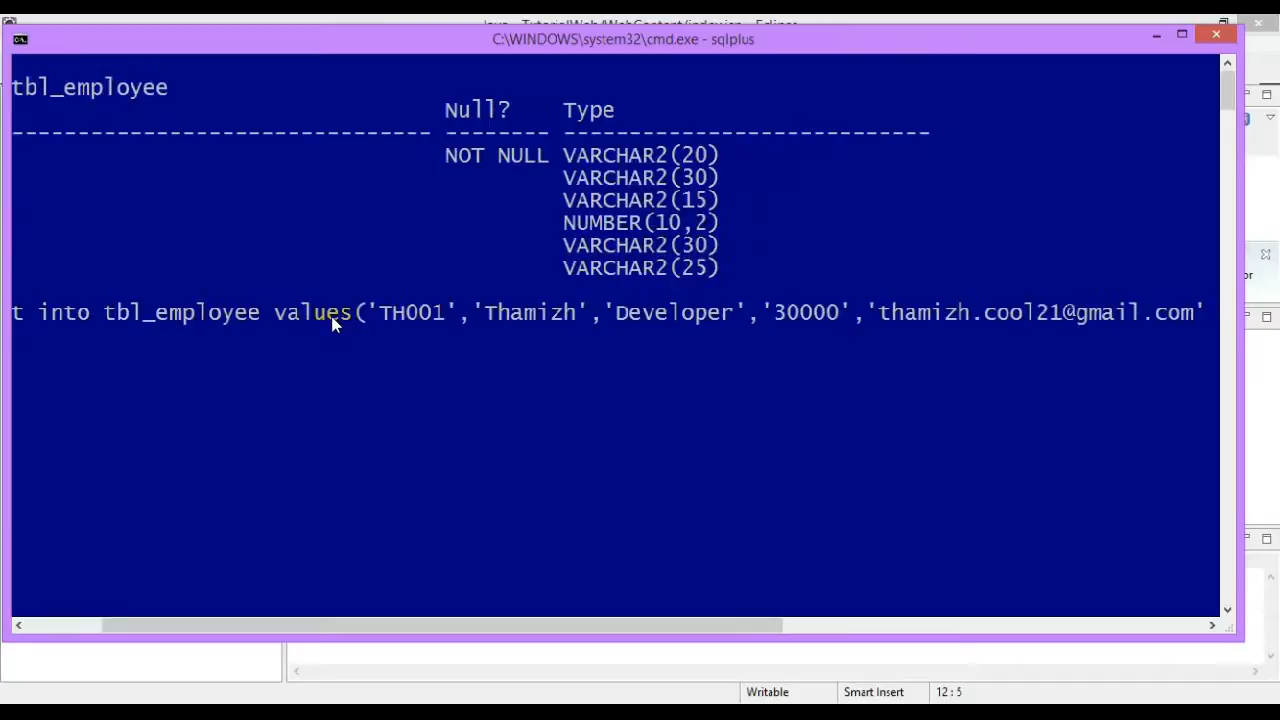 C:\WINDOWS\system32\cmd.exe - sqlplus
tbl_employee
Null? Type
-------------------------------- -------- ----------------------------
NOT NULL VARCHAR2(20)
VARCHAR2(30)
VARCHAR2(15)
NUMBER(10,2)
VARCHAR2(30)
VARCHAR2(25)
t into tbl_employee values('TH001','Thamizh','Developer','30000','thamizh.cool21@gmail.com'
or
Writable Smart Insert 12 : 5